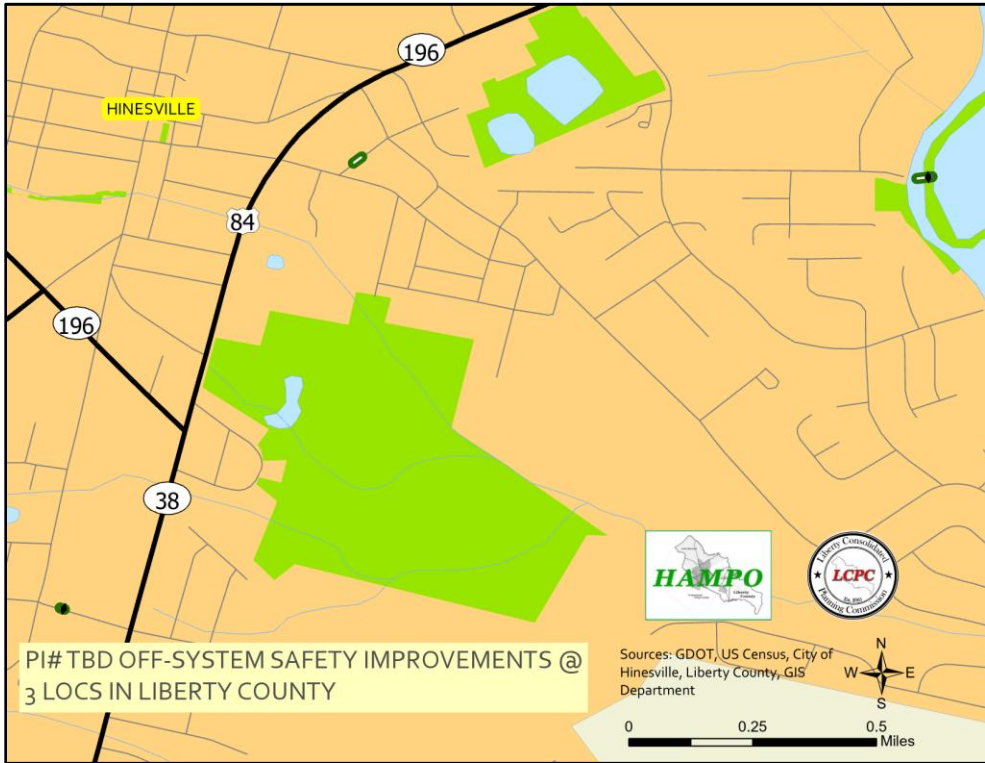 196
HINESVILLE
84
196
38
HAMPO
Liberty Consolidated
LCPC
Planning Commission
PI# TBD OFF-SYSTEM SAFETY IMPROVEMENTS @
3 LOCS IN LIBERTY COUNTY
Sources: GDOT, US Census, City of
Hinesville, Liberty County, GIS
Department
N
W E
S
0 0.25 0.5
Miles